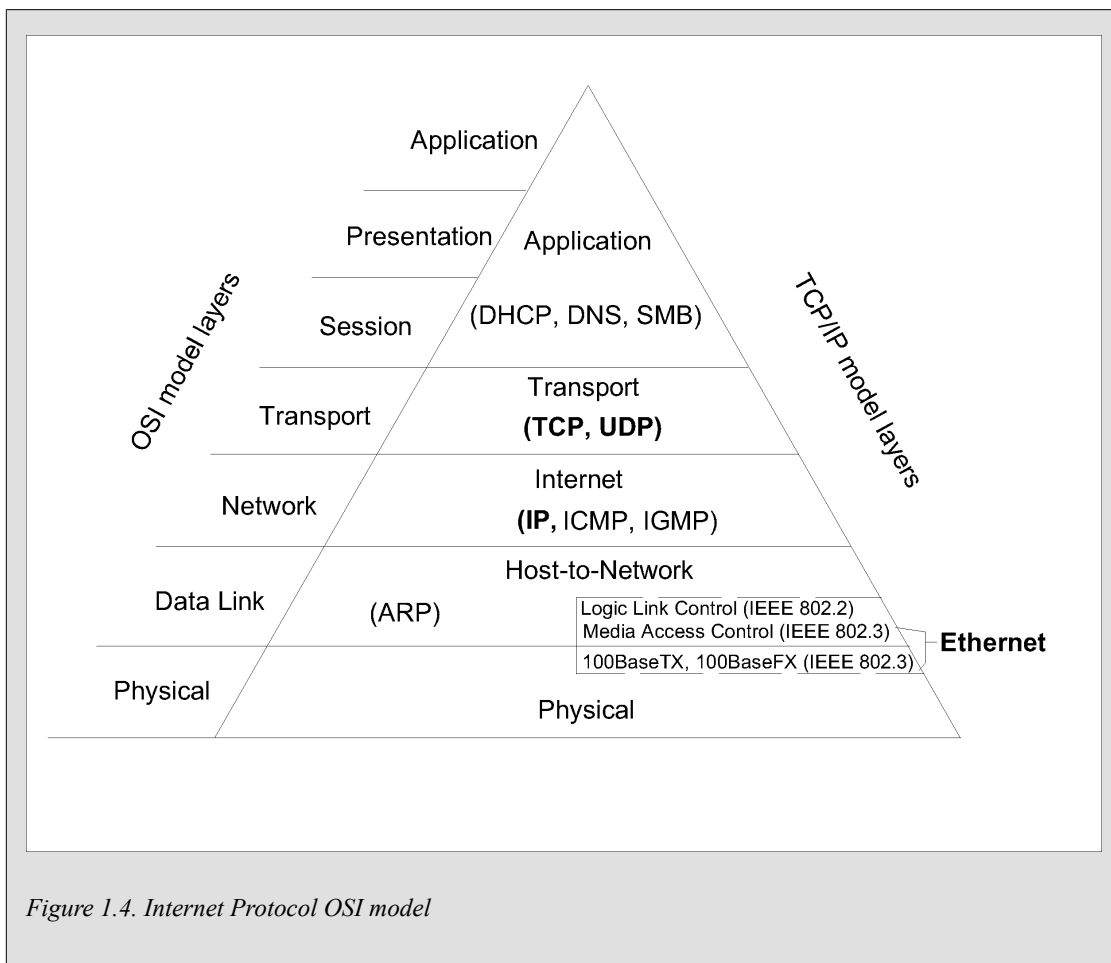 Application
Presentation
Session
Transport
Network
Data Link
Physical
OSI model layers
Application
(DHCP, DNS, SMB)
Transport
(TCP, UDP)
Internet
(IP, ICMP, IGMP)
Host-to-Network
(ARP)
Logic Link Control (IEEE 802.2)
Media Access Control (IEEE 802.3)
100BaseTX, 100BaseFX (IEEE 802.3)
Ethernet
Physical
TCP/IP model layers
Figure 1.4. Internet Protocol OSI model